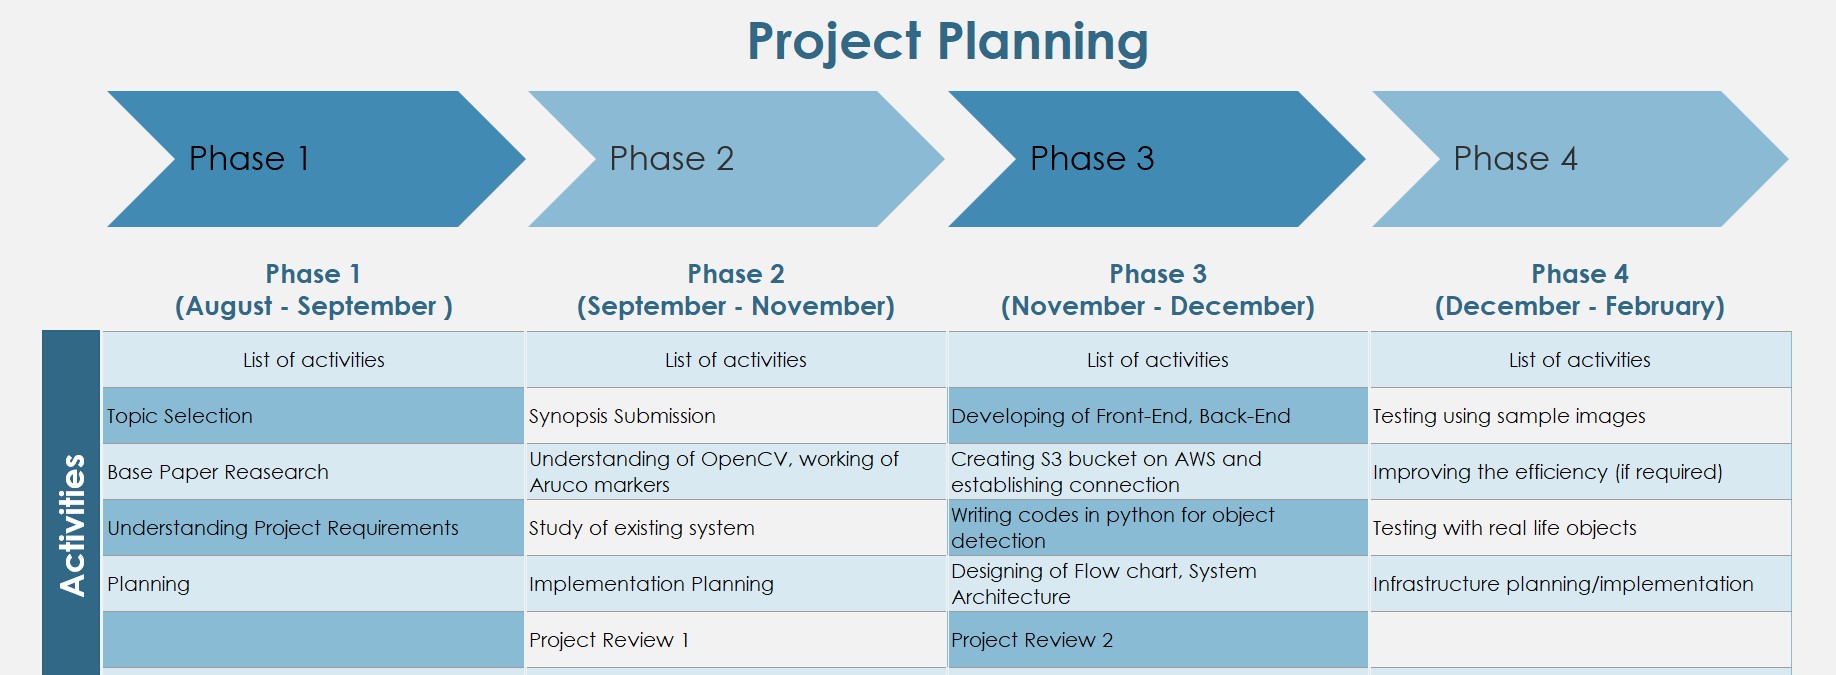 Project Planning
Phase 1
Phase 2
Phase 3
Phase 4
Phase 1
(August - September )
Phase 2
(September - November)
Phase 3
(November - December)
Phase 4
(December - February)
Activities
List of activities
List of activities
List of activities
List of activities
Topic Selection
Synopsis Submission
Developing of Front-End, Back-End
Testing using sample images
Base Paper Reasearch
Understanding of OpenCV, working of
Aruco markers
Creating S3 bucket on AWS and
establishing connection
Improving the efficiency (if required)
Understanding Project Requirements
Study of existing system
Writing codes in python for object
detection
Testing with real life objects
Planning
Implementation Planning
Designing of Flow chart, System
Architecture
Infrastructure planning/implementation
Project Review 1
Project Review 2